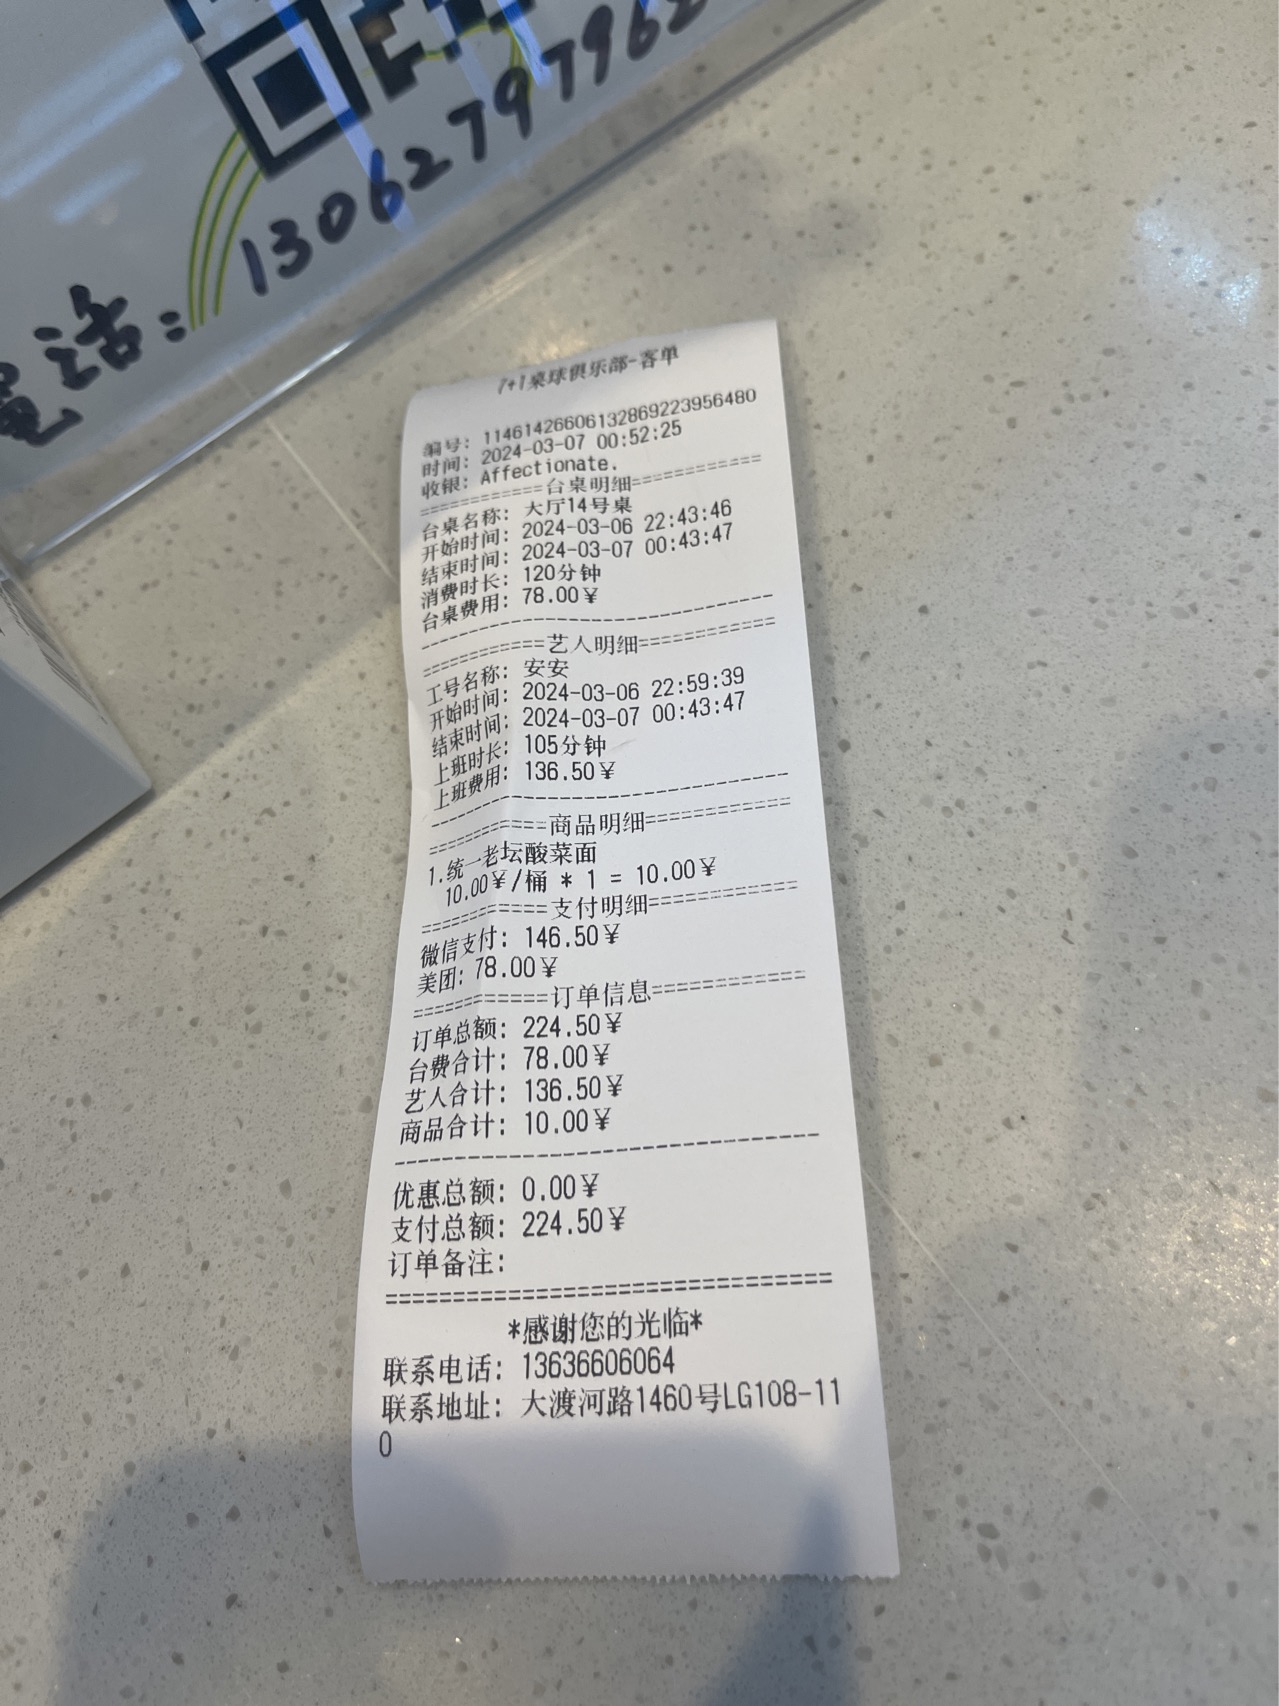 电话: 13062797962
1+1桌球俱乐部-客单
编号: 1146142660613286922395​6480
时间: 2024-03-07 00:52:25
收银: Affectionate.
===========台桌明细===========
台桌名称: 大厅14号桌
开始时间: 2024-03-06 22:43:46
结束时间: 2024-03-07 00:43:47
消费时长: 120分钟
台桌费用: 78.00¥
--------------------------------
===========艺人明细===========
工号名称: 安安
开始时间: 2024-03-06 22:59:39
结束时间: 2024-03-07 00:43:47
上班时长: 105分钟
上班费用: 136.50¥
--------------------------------
===========商品明细===========
1.统一老坛酸菜面
10.00¥/桶 * 1 = 10.00¥
===========支付明细===========
微信支付: 146.50¥
美团: 78.00¥
===========订单信息===========
订单总额: 224.50¥
台费合计: 78.00¥
艺人合计: 136.50¥
商品合计: 10.00¥
--------------------------------
优惠总额: 0.00¥
支付总额: 224.50¥
订单备注:
================================
*感谢您的光临*
联系电话: 13636606064
联系地址: 大渡河路1460号LG108-11
0